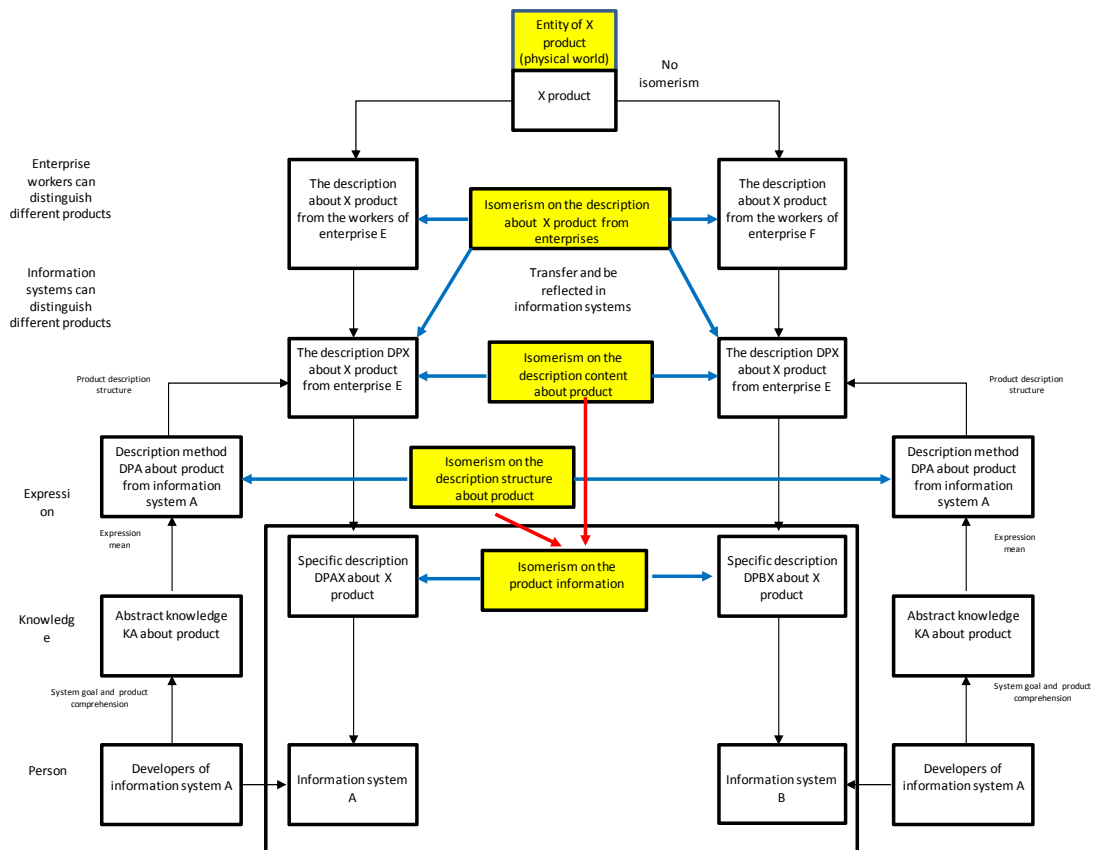 Entity of X
product
(physical world)
No
isomerism
X product
Enterprise
workers can
distinguish
different products
The description
about X product
from the workers of
enterprise E
Isomerism on the description
about X product from
enterprises
The description
about X product
from the workers of
enterprise F
Information
systems can
distinguish
different products
Transfer and be
reflected in
information systems
The description DPX
about X product
from enterprise E
Isomerism on the
description content
about product
The description DPX
about X product
from enterprise E
Product description
structure
Product description
structure
Description method
DPA about product
from information
system A
Isomerism on the
description structure
about product
Description method
DPA about product
from information
system A
Expressi
on
Expression
mean
Expression
mean
Specific description
DPAX about X
product
Isomerism on the
product information
Specific description
DPBX about X
product
Knowledg
e
Abstract knowledge
KA about product
Abstract knowledge
KA about product
System goal and product
comprehension
System goal and product
comprehension
Person
Developers of
information system A
Information system
A
Information system
B
Developers of
information system A